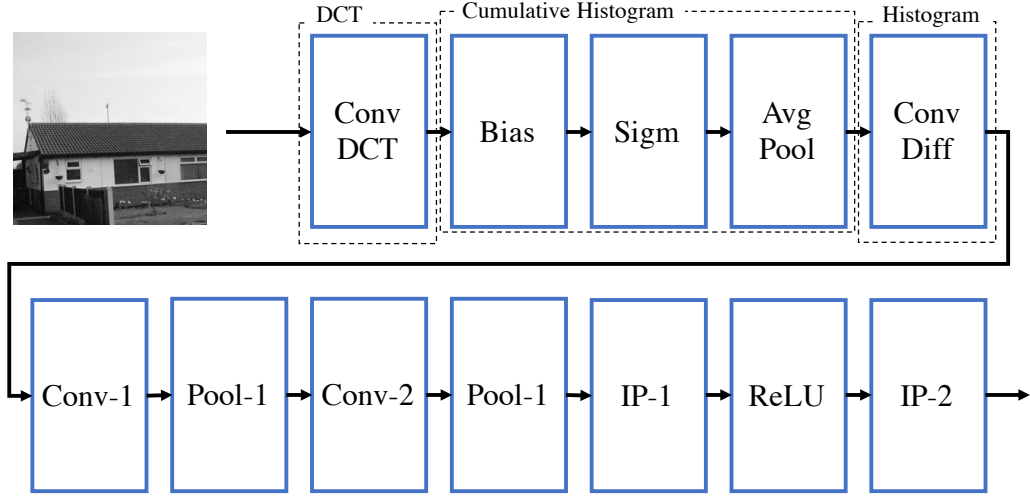 DCT
Cumulative Histogram
Histogram
Conv
DCT
Bias
Sigm
Avg
Pool
Conv
Diff
Conv-1
Pool-1
Conv-2
Pool-1
IP-1
ReLU
IP-2